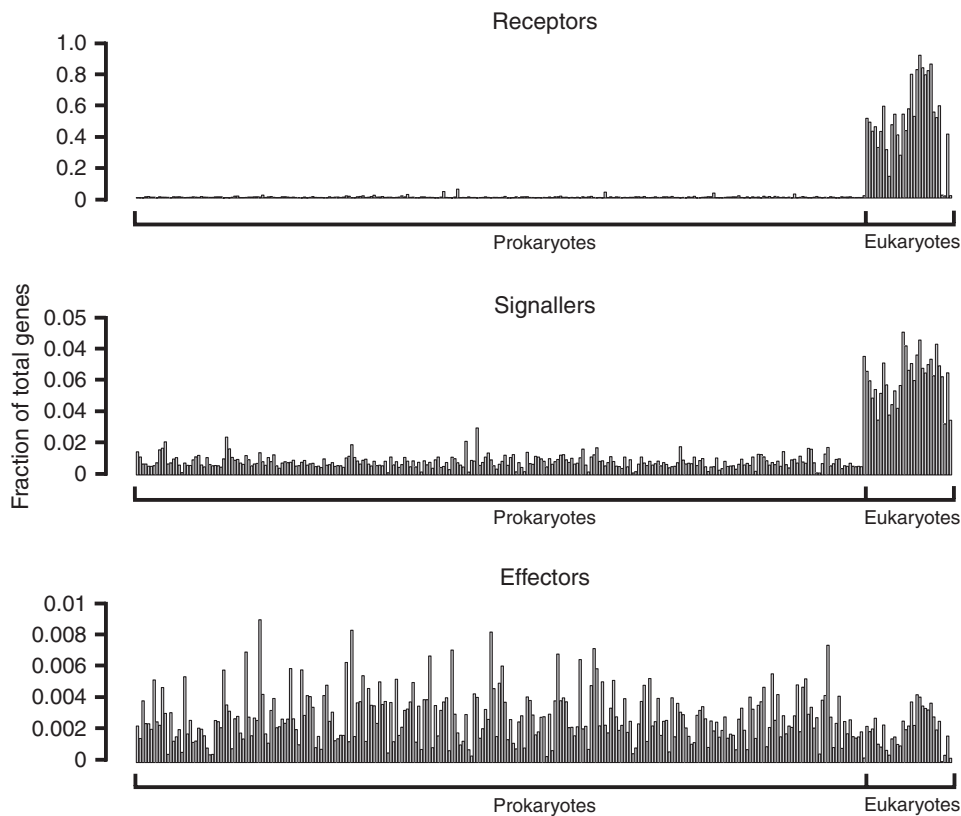 Receptors
1.0
0.8
0.6
0.4
0.2
0
Prokaryotes
Eukaryotes
Fraction of total genes
Signallers
0.05
0.04
0.06
0.04
0.02
0
Prokaryotes
Eukaryotes
Effectors
0.01
0.008
0.006
0.004
0.002
0
Prokaryotes
Eukaryotes